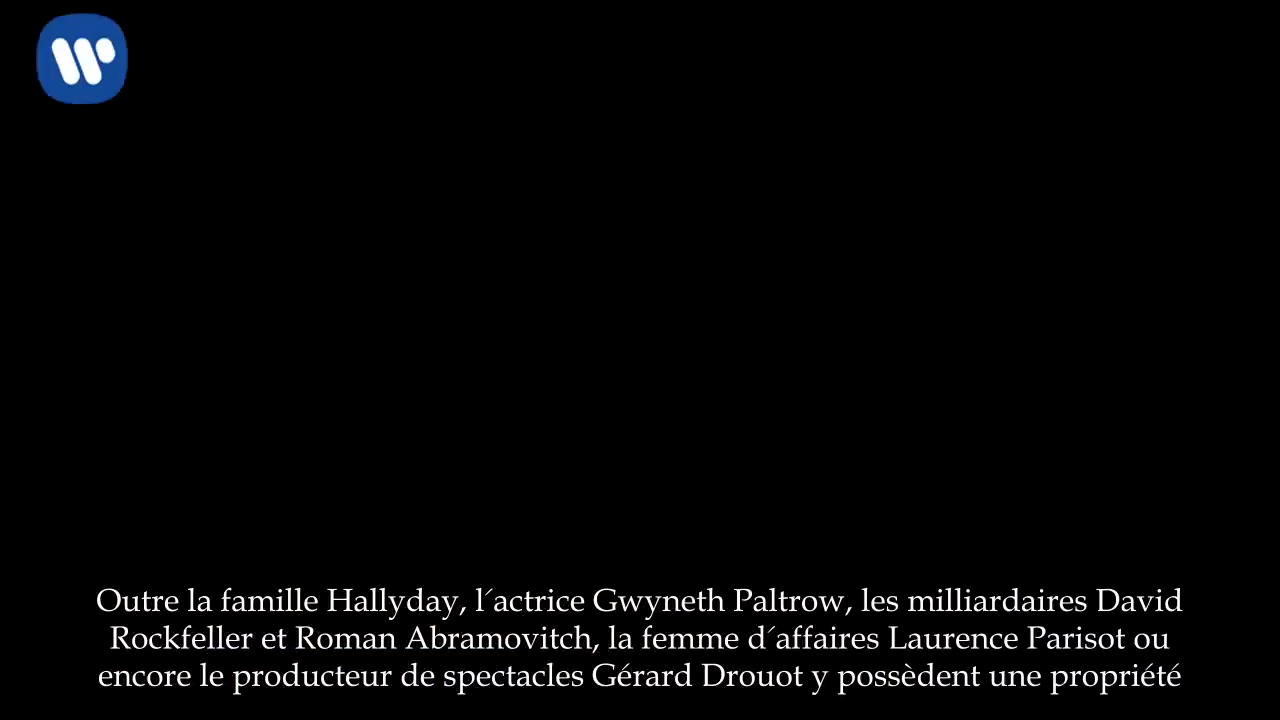 Outre la famille Hallyday, l´actrice Gwyneth Paltrow, les milliardaires David
Rockfeller et Roman Abramovitch, la femme d´affaires Laurence Parisot ou
encore le producteur de spectacles Gérard Drouot y possèdent une propriété